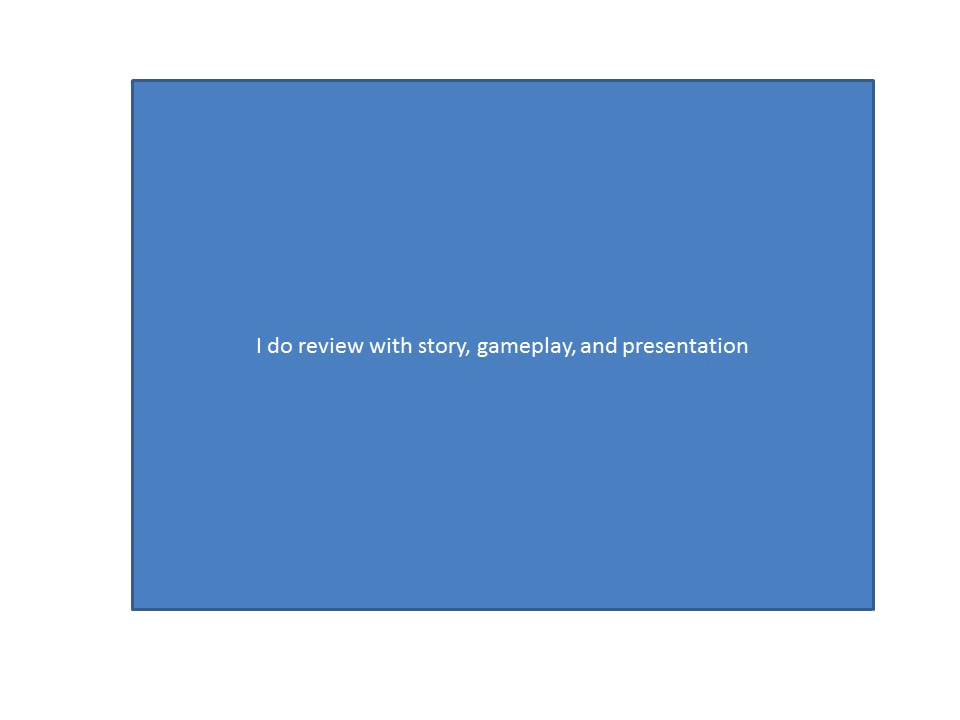 I do review with story, gameplay, and presentation